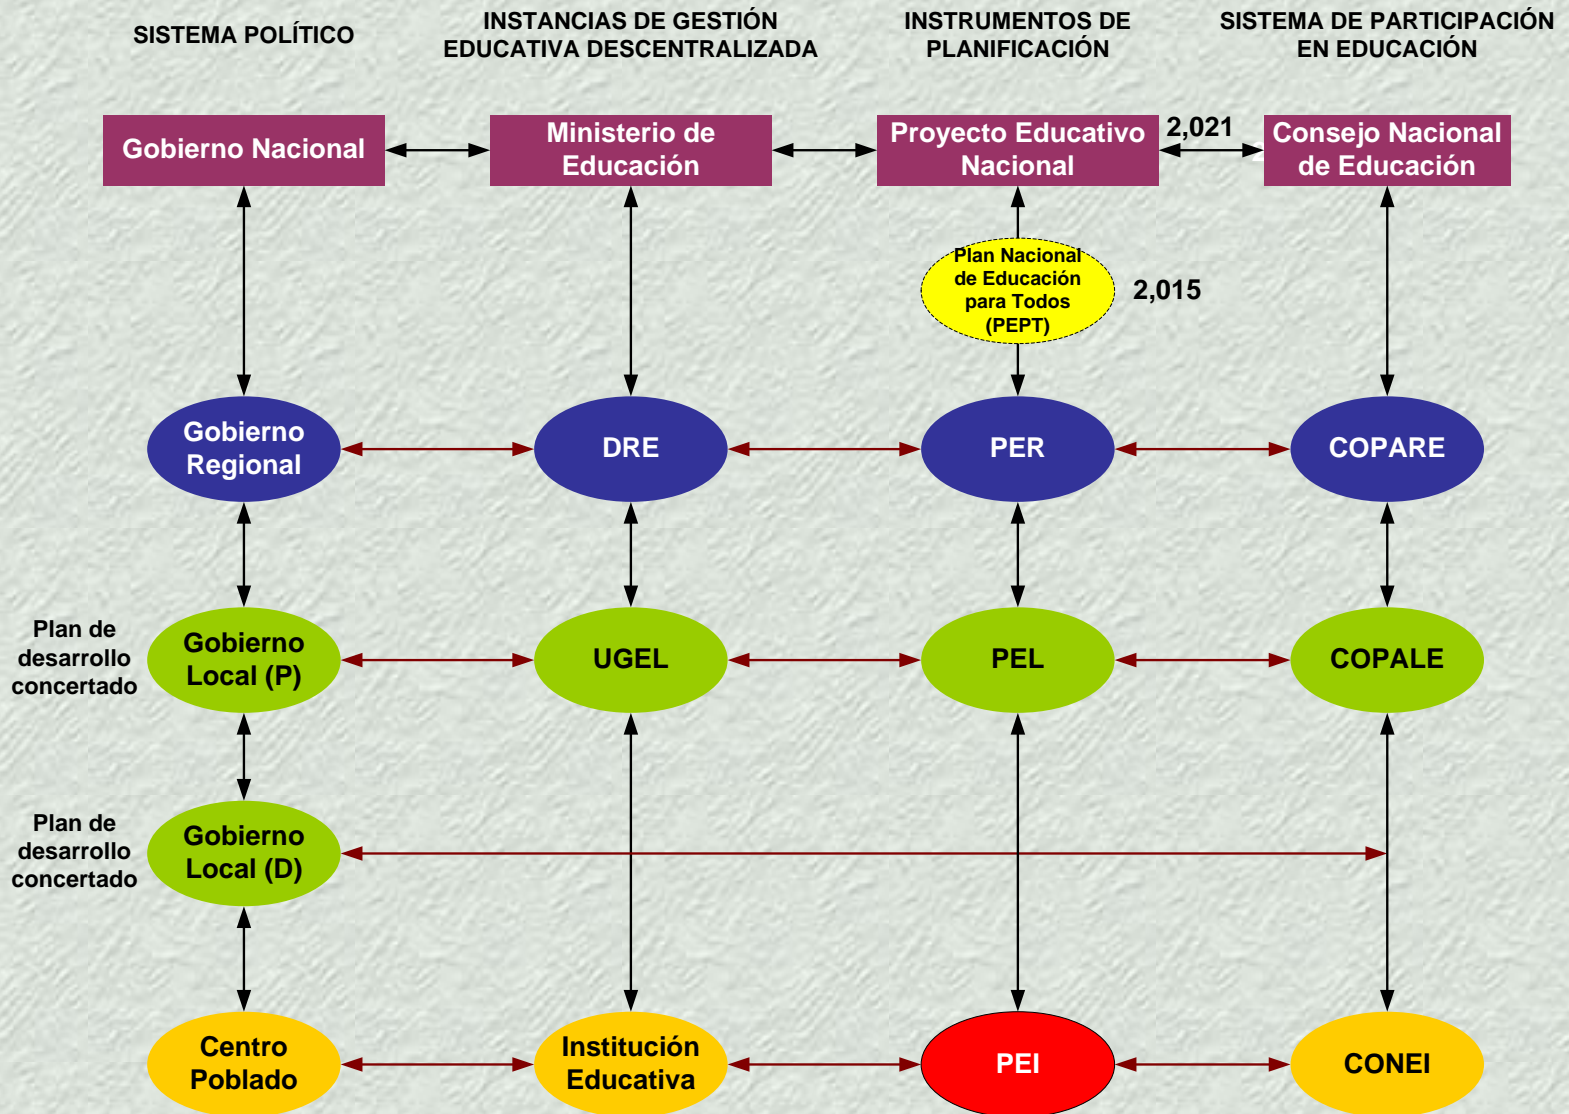 SISTEMA POLÍTICO
INSTANCIAS DE GESTIÓN
EDUCATIVA DESCENTRALIZADA
INSTRUMENTOS DE
PLANIFICACIÓN
SISTEMA DE PARTICIPACIÓN
EN EDUCACIÓN
Gobierno Nacional
Ministerio de
Educación
Proyecto Educativo
Nacional
2,021
Consejo Nacional
de Educación
Plan Nacional
de Educación
para Todos
(PEPT)
2,015
Gobierno
Regional
DRE
PER
COPARE
Plan de
desarrollo
concertado
Gobierno
Local (P)
UGEL
PEL
COPALE
Plan de
desarrollo
concertado
Gobierno
Local (D)
Centro
Poblado
Institución
Educativa
PEI
CONEI